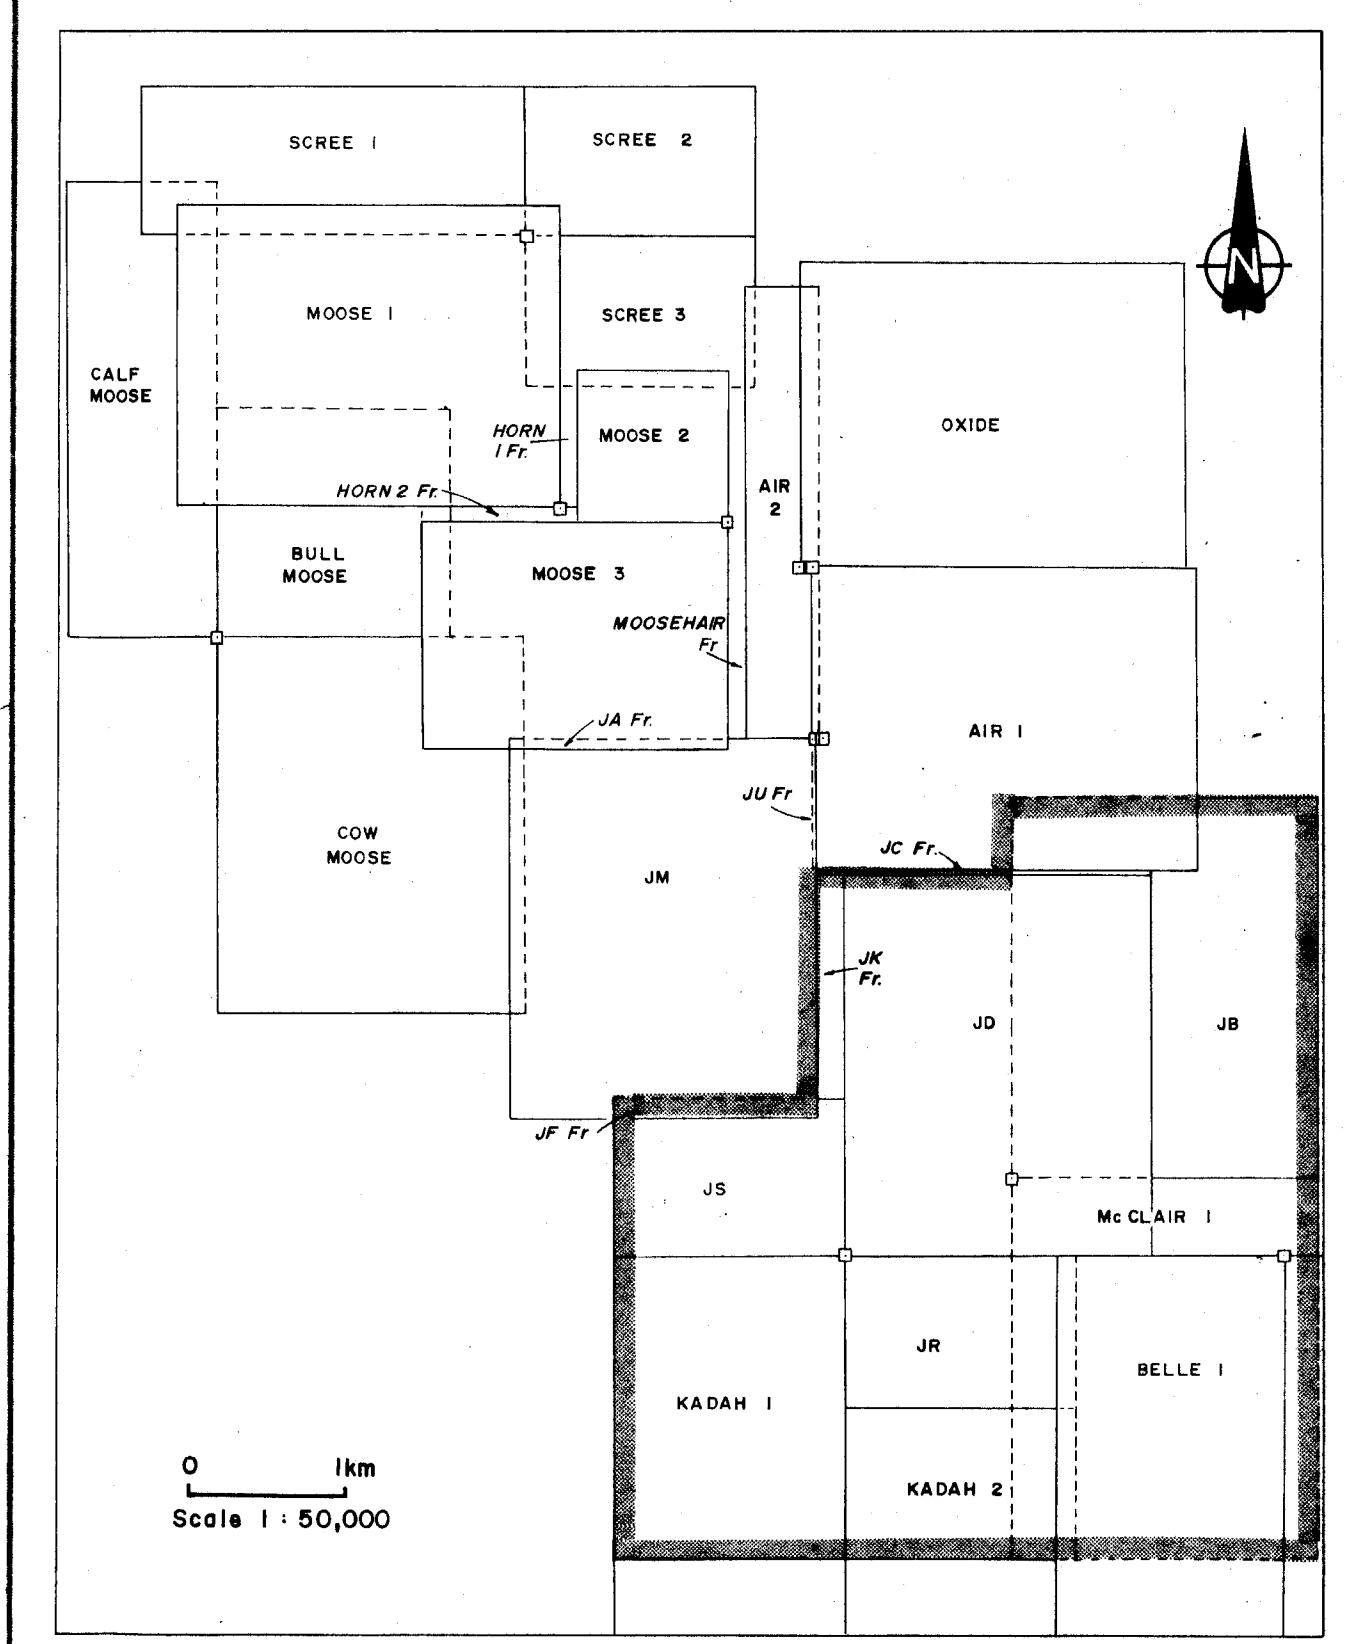 SCREE 1
SCREE 2
N
MOOSE 1
SCREE 3
CALF
MOOSE
OXIDE
HORN
1 Fr.
MOOSE 2
HORN 2 Fr.
AIR
2
BULL
MOOSE
MOOSE 3
MOOSEHAIR
Fr
JA Fr.
AIR 1
JU Fr
COW
MOOSE
JC Fr.
JM
JK
Fr.
JD
JB
JF Fr
JS
Mc CLAIR 1
JR
BELLE 1
KADAH 1
KADAH 2
0 1km
Scale 1 : 50,000